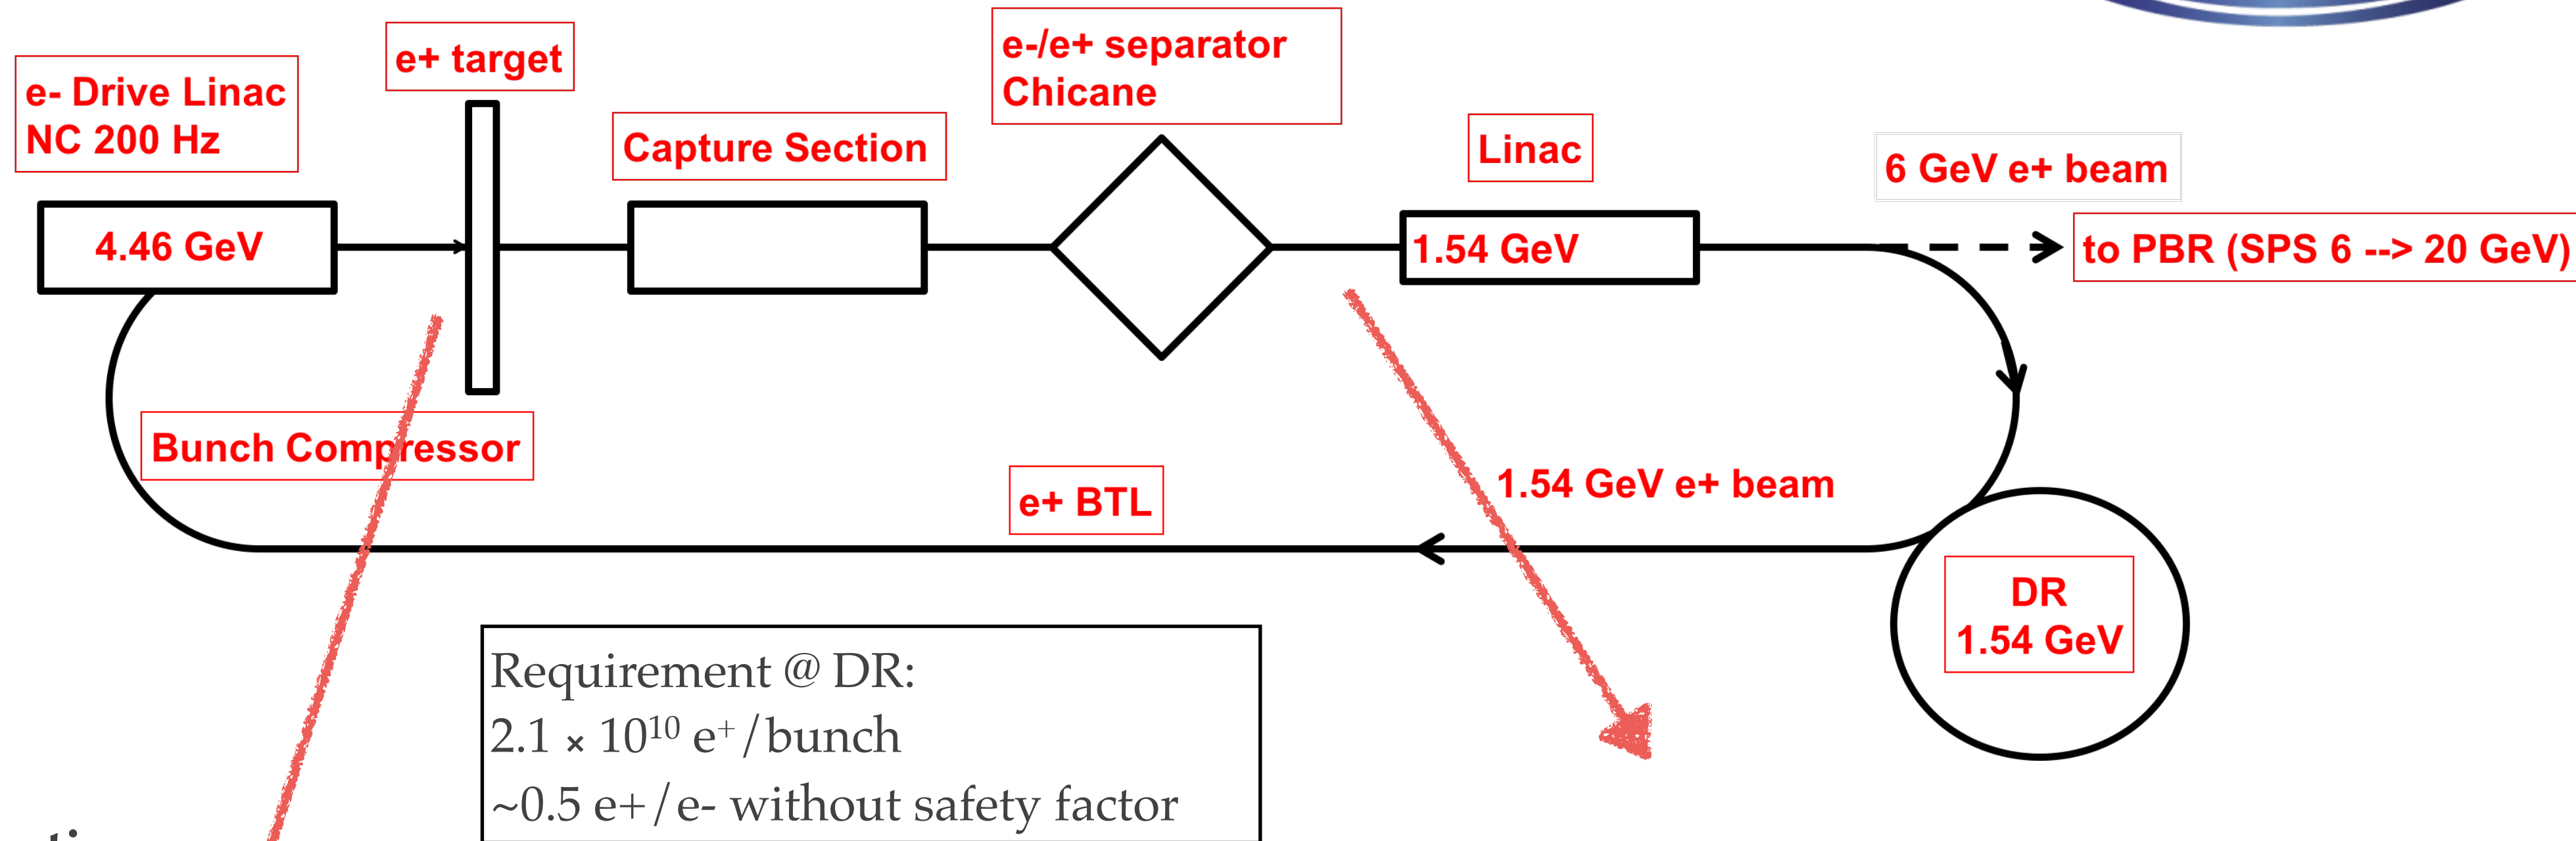 e- Drive Linac
NC 200 Hz
e+ target
Capture Section
e-/e+ separator
Chicane
Linac
6 GeV e+ beam
4.46 GeV
1.54 GeV
to PBR (SPS 6 --> 20 GeV)
Bunch Compressor
e+ BTL
1.54 GeV e+ beam
DR
1.54 GeV
Requirement @ DR:
2.1 × 10¹⁰ e⁺/bunch
~0.5 e+/e- without safety factor